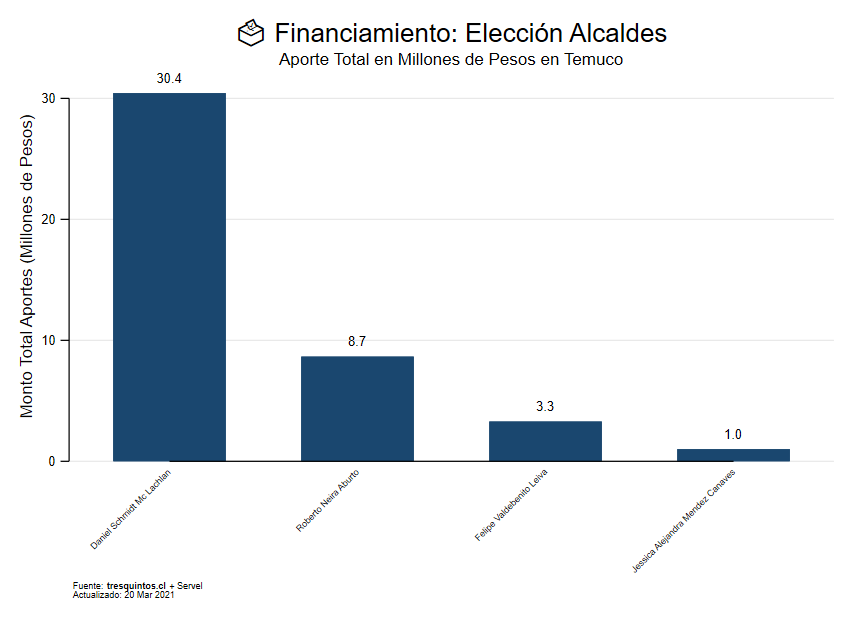 Financiamiento: Elección Alcaldes
Aporte Total en Millones de Pesos en Temuco
Monto Total Aportes (Millones de Pesos)
30
20
10
0
30.4
8.7
3.3
1.0
Daniel Schmidt Mc Lachlan
Roberto Neira Aburto
Felipe Valdebenito Leiva
Jessica Alejandra Mendez Canaves
Fuente: tresquintos.cl + Servel
Actualizado: 20 Mar 2021